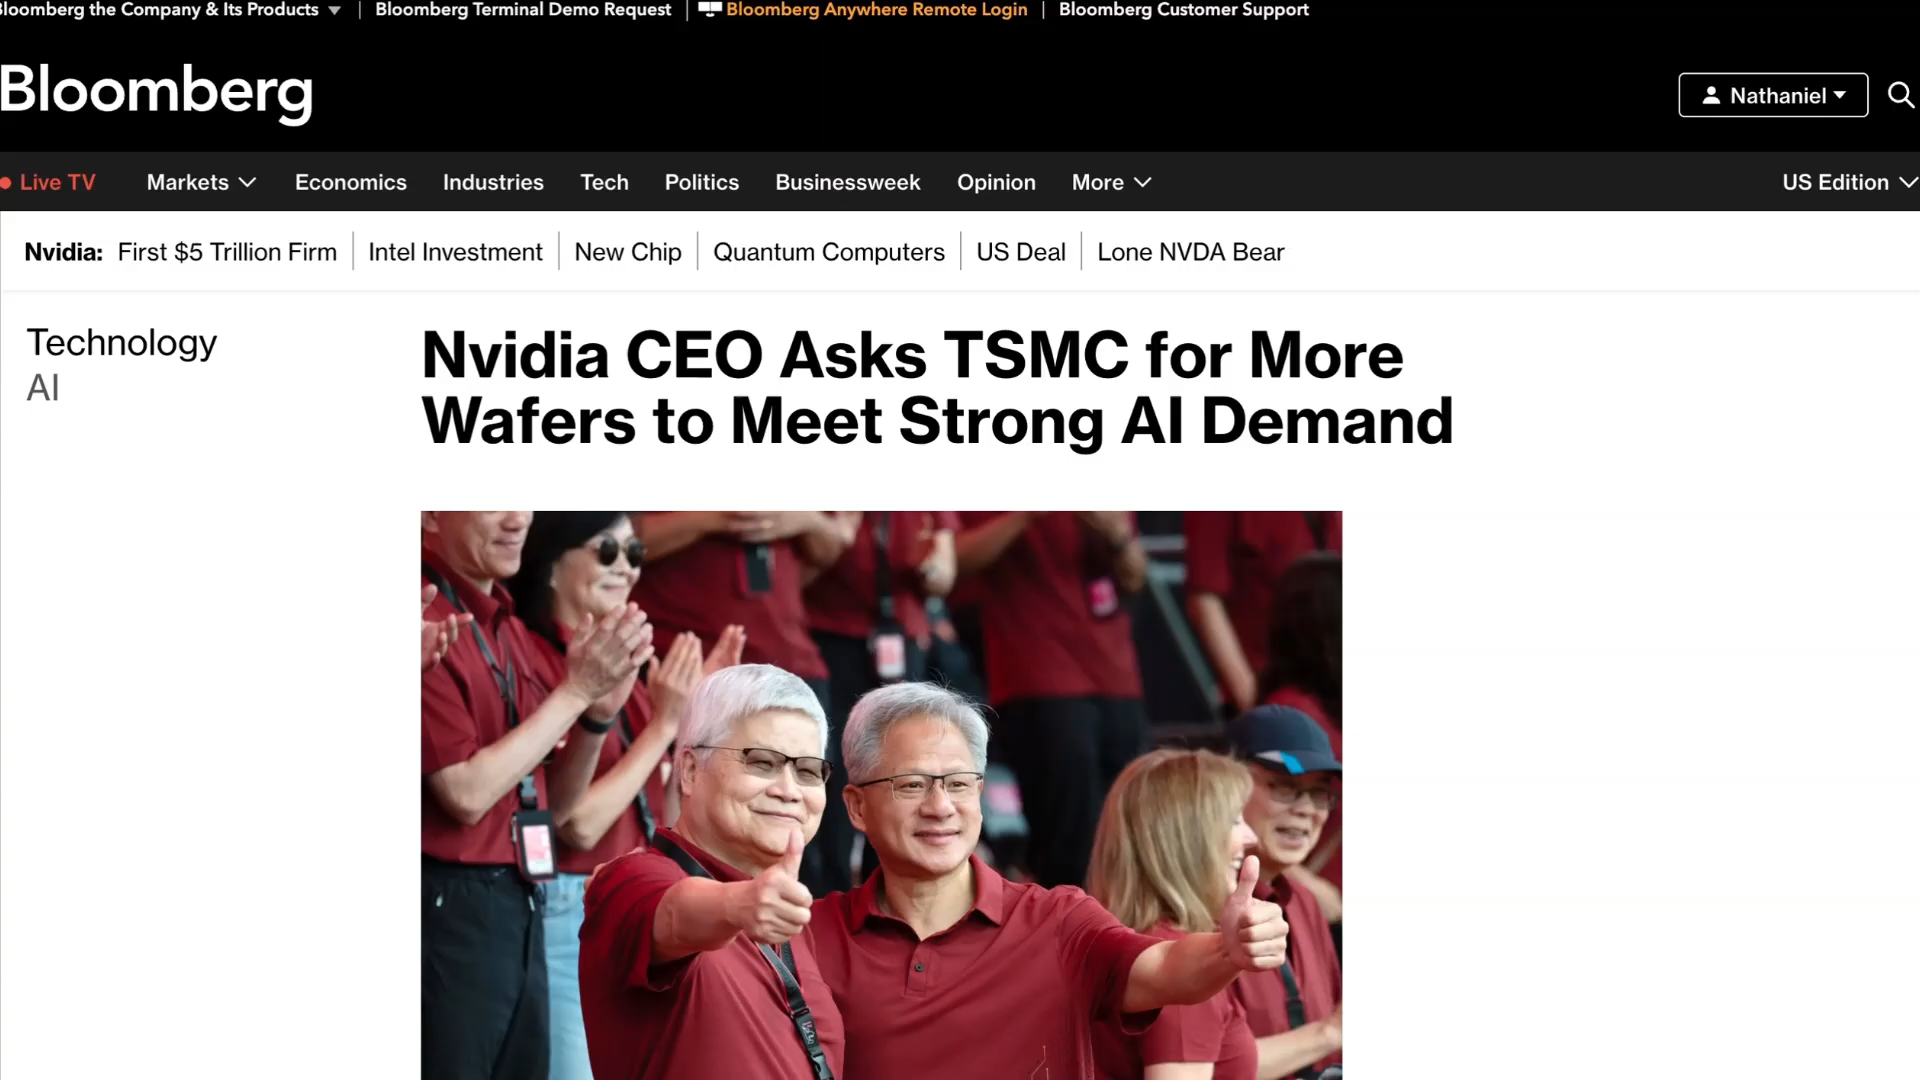 Bloomberg the Company & Its Products
Bloomberg Terminal Demo Request
Bloomberg Anywhere Remote Login
Bloomberg Customer Support
Bloomberg
Nathaniel
Live TV
Markets
Economics
Industries
Tech
Politics
Businessweek
Opinion
More
US Edition
Nvidia: First $5 Trillion Firm
Intel Investment
New Chip
Quantum Computers
US Deal
Lone NVDA Bear
Technology
AI
Nvidia CEO Asks TSMC for More
Wafers to Meet Strong AI Demand